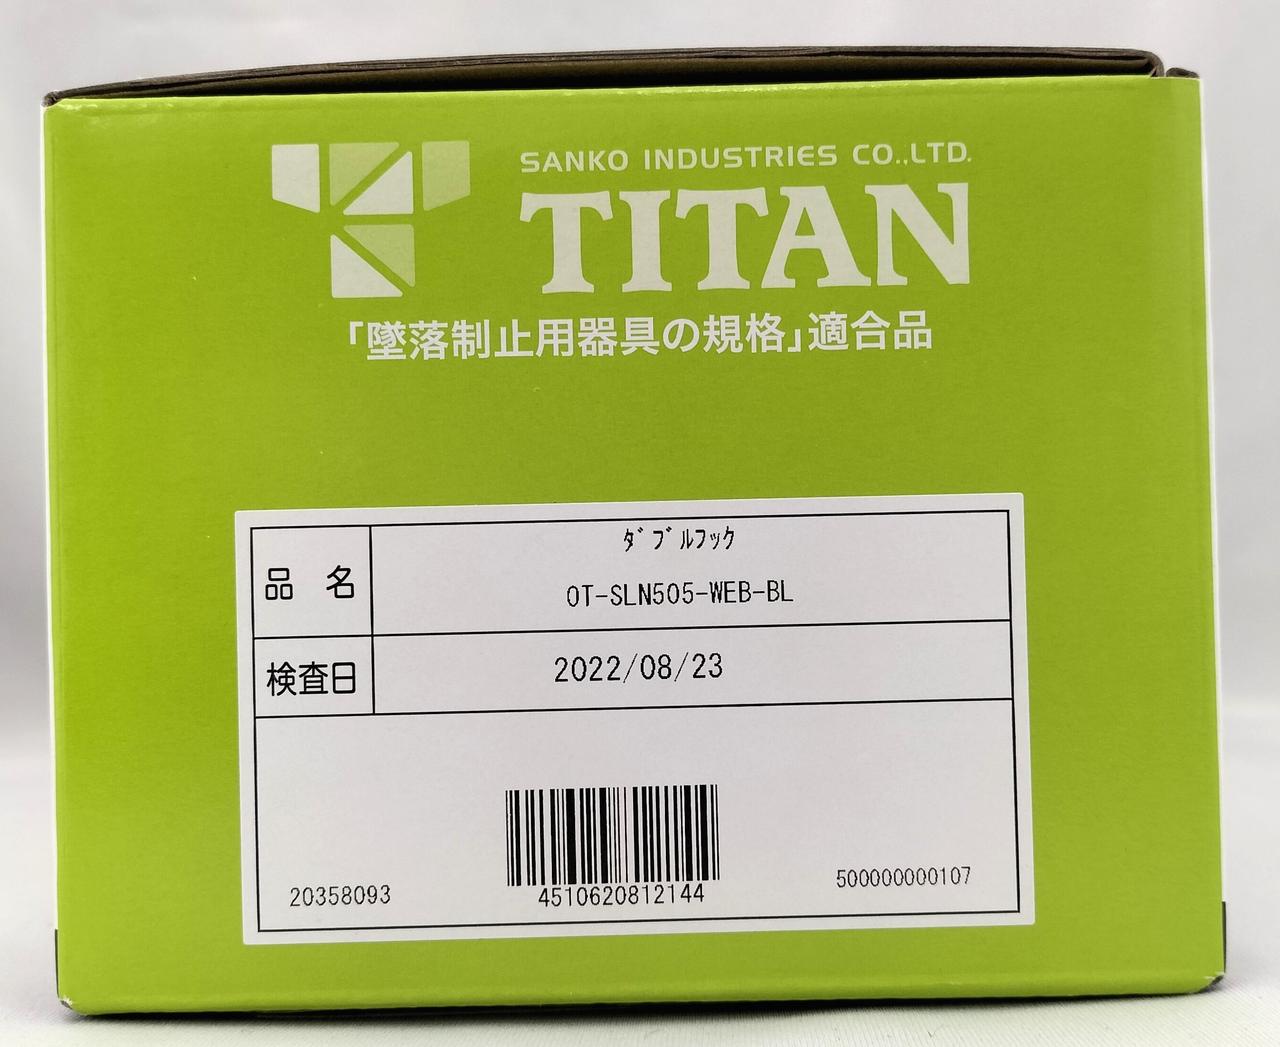 SANKO INDUSTRIES CO.,LTD.
TITAN
「墜落制止用器具の規格」適合品
ﾀﾞﾌﾞﾙﾌｯｸ
品 名
OT-SLN505-WEB-BL
検査日
2022/08/23
20358093
4510620812144
500000000107